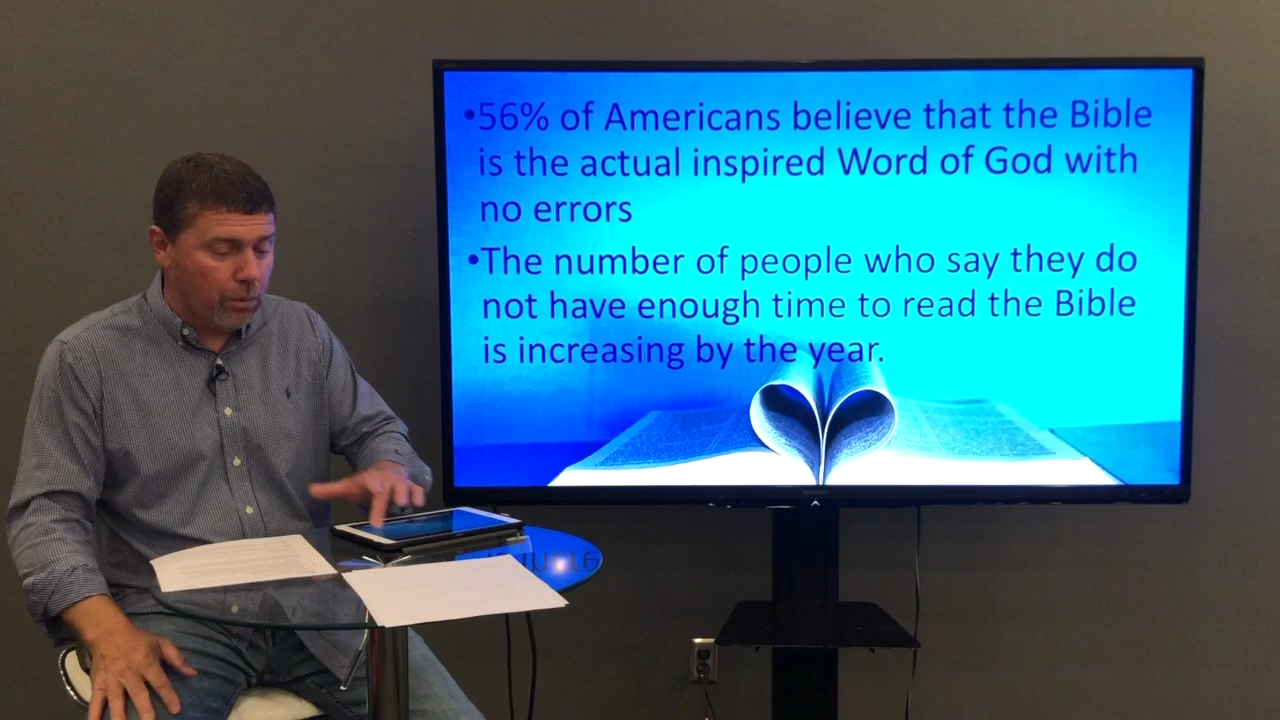 •56% of Americans believe that the Bible
is the actual inspired Word of God with
no errors
•The number of people who say they do
not have enough time to read the Bible
is increasing by the year.